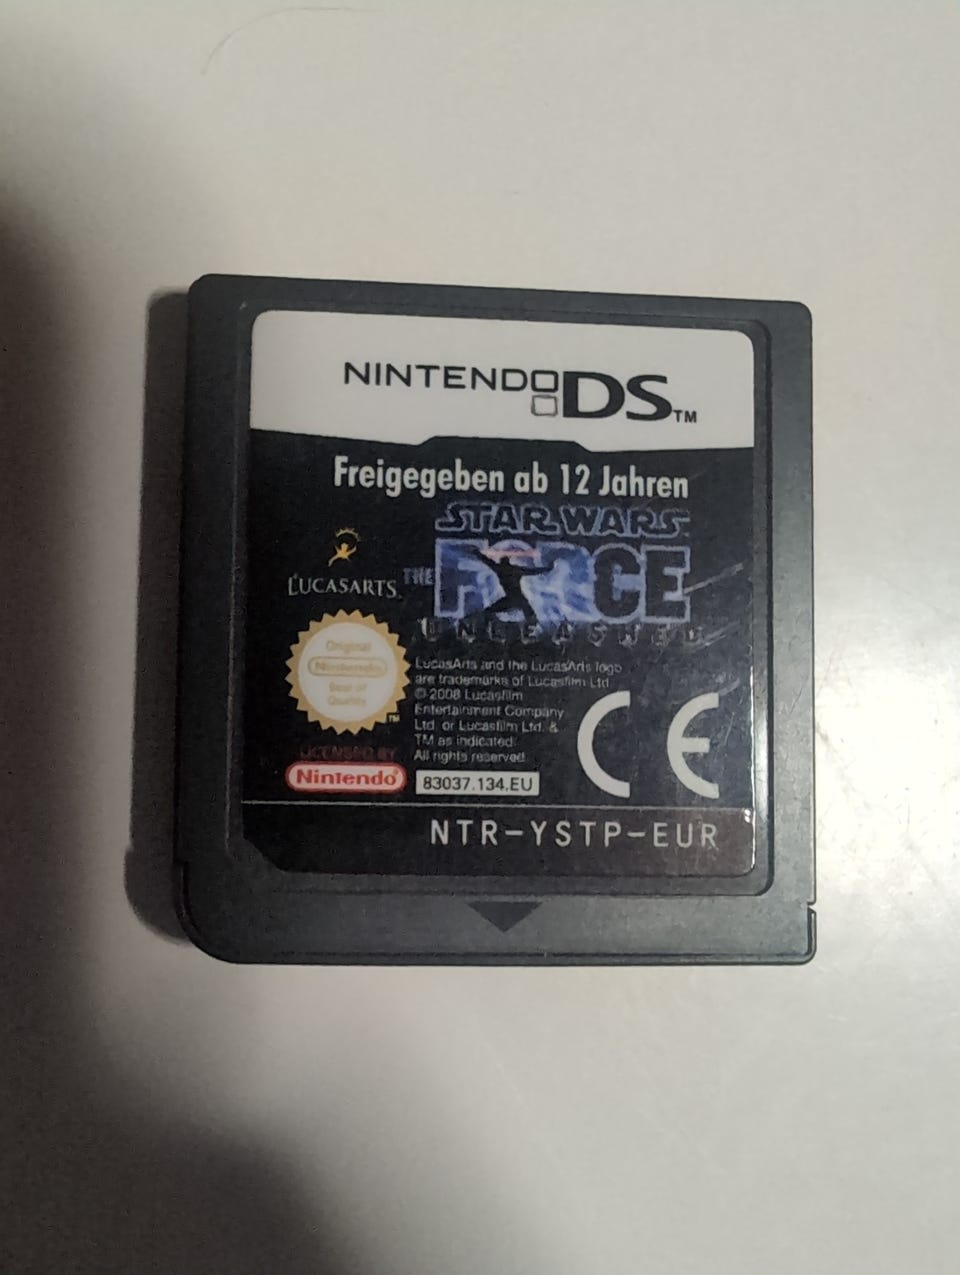 NINTENDO DS™
Freigegeben ab 12 Jahren
STAR WARS
THE FORCE
UNLEASHED
LUCASARTS
Original
Nintendo
Seal of
Quality
TM
LucasArts and the LucasArts logo
are trademarks of Lucasfilm Ltd.
© 2008 Lucasfilm
Entertainment Company
Ltd. or Lucasfilm Ltd. &
TM as indicated.
All rights reserved.
LICENSED BY
Nintendo®
83037.134.EU
CE
NTR-YSTP-EUR